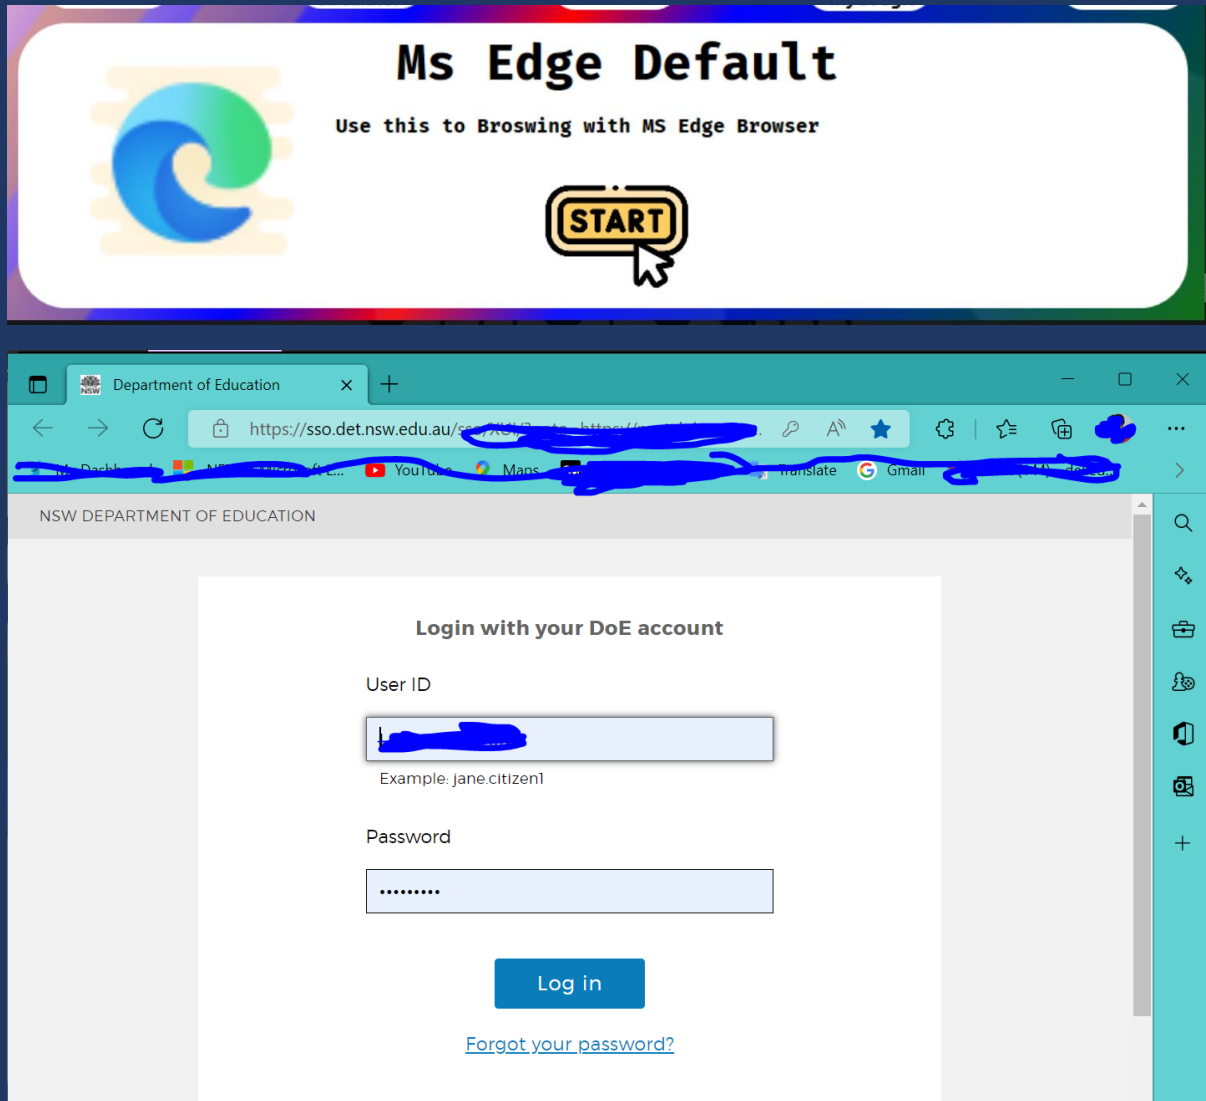 Ms Edge Default
Use this to Broswing with MS Edge Browser
START
NSW
Department of Education
https://sso.det.nsw.edu.au/
YouTube
Maps
Translate
Gmail
NSW DEPARTMENT OF EDUCATION
Login with your DoE account
User ID
Example: jane.citizen1
Password
Log in
Forgot your password?